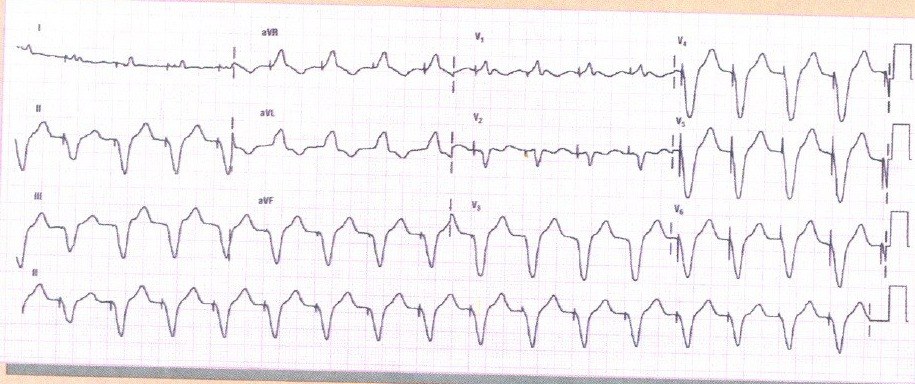 I aVR V₁ V₄
II aVL V₂ V₅
III aVF V₃ V₆
II